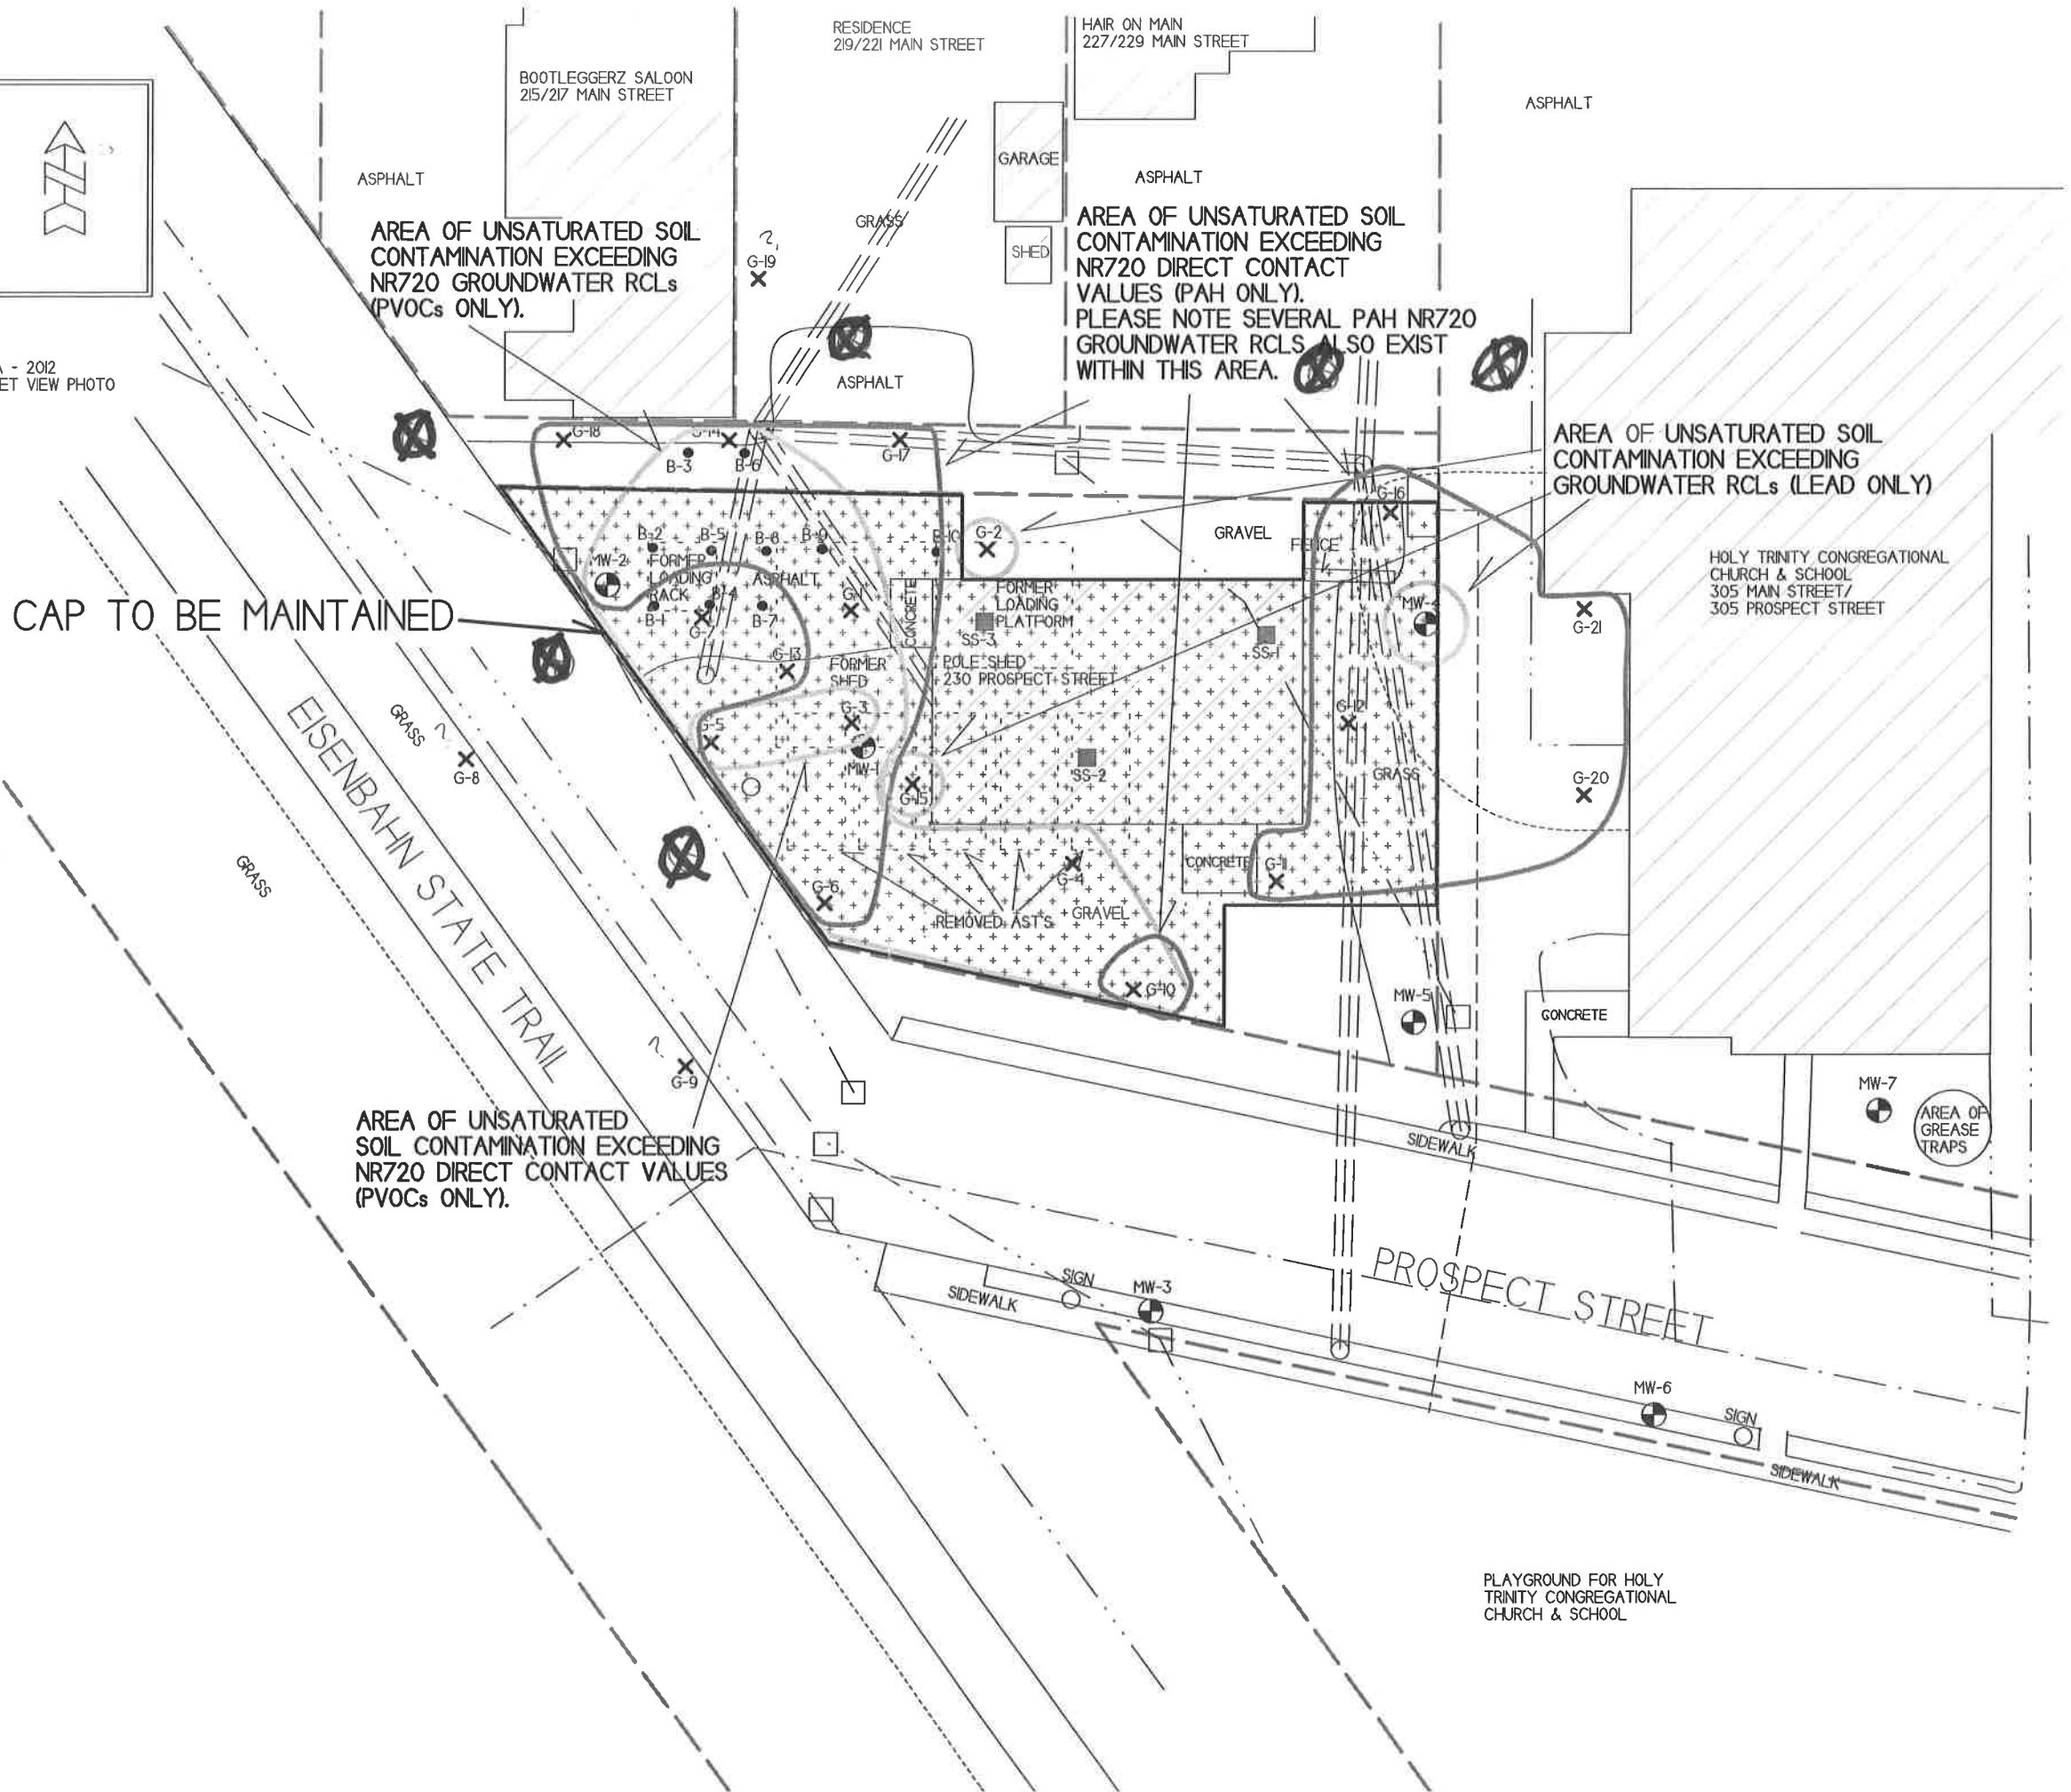 RESIDENCE
219/221 MAIN STREET
HAIR ON MAIN
227/229 MAIN STREET
BOOTLEGGERZ SALOON
215/217 MAIN STREET
ASPHALT
N
GARAGE
ASPHALT
ASPHALT
AREA OF UNSATURATED SOIL
CONTAMINATION EXCEEDING
NR720 GROUNDWATER RCLs
(PVOCs ONLY).
GRASS
SHED
G-19
AREA OF UNSATURATED SOIL
CONTAMINATION EXCEEDING
NR720 DIRECT CONTACT
VALUES (PAH ONLY).
PLEASE NOTE SEVERAL PAH NR720
GROUNDWATER RCLS ALSO EXIST
WITHIN THIS AREA.
- 2012
ET VIEW PHOTO
ASPHALT
AREA OF UNSATURATED SOIL
CONTAMINATION EXCEEDING
GROUNDWATER RCLs (LEAD ONLY)
G-18
G-14
B-3
B-6
G-17
G-16
G-2
GRAVEL
FENCE
B-2
B-5
B-8
B-9
B-10
MW-2
FORMER
LOADING
RACK
ASPHALT
B-1
B-4
B-7
G-1
CONCRETE
FORMER
LOADING
PLATFORM
SS-3
SS-1
MW-4
G-21
HOLY TRINITY CONGREGATIONAL
CHURCH & SCHOOL
305 MAIN STREET/
305 PROSPECT STREET
CAP TO BE MAINTAINED
G-13
FORMER
SHED
POLE SHED
230 PROSPECT STREET
G-5
G-3
MW-1
G-12
SS-2
GRASS
G-20
G-15
GRASS
G-8
EISENBAHN STATE TRAIL
GRASS
G-6
G-4
CONCRETE
G-11
REMOVED AST'S
GRAVEL
G-10
MW-5
CONCRETE
G-9
MW-7
AREA OF
GREASE
TRAPS
AREA OF UNSATURATED
SOIL CONTAMINATION EXCEEDING
NR720 DIRECT CONTACT VALUES
(PVOCs ONLY).
SIDEWALK
PROSPECT STREET
SIGN
MW-3
SIDEWALK
MW-6
SIGN
SIDEWALK
PLAYGROUND FOR HOLY
TRINITY CONGREGATIONAL
CHURCH & SCHOOL